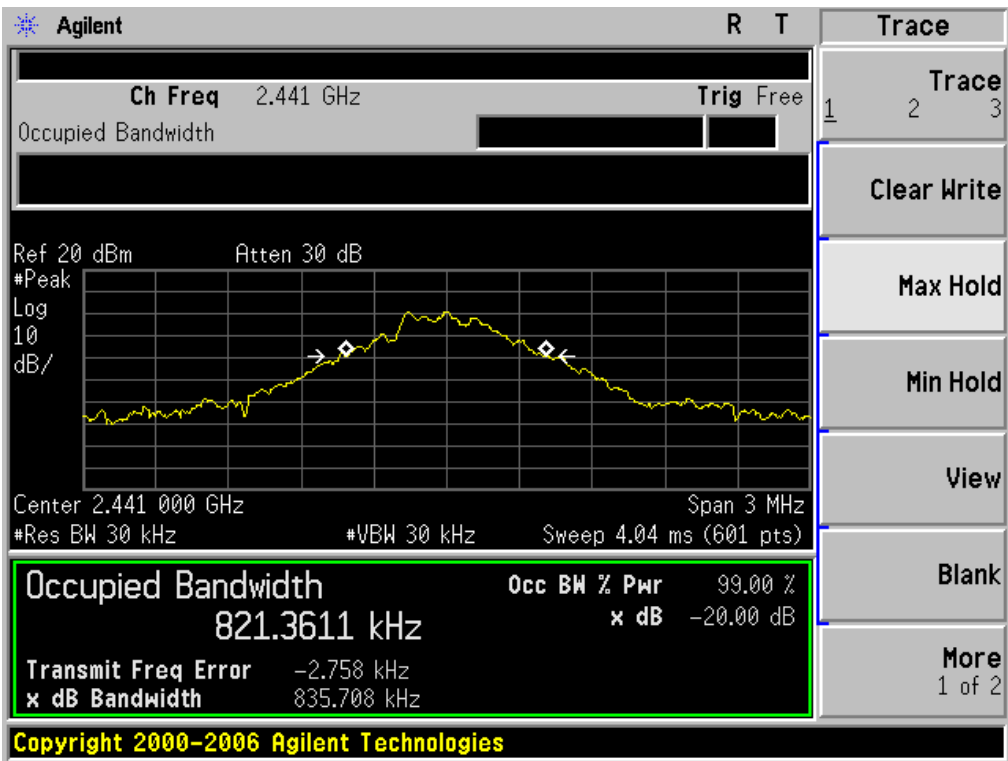 Agilent R T Trace
Ch Freq 2.441 GHz Trig Free
Occupied Bandwidth
Trace
1 2 3
Clear Write
Max Hold
Min Hold
View
Blank
More
1 of 2
Ref 20 dBm Atten 30 dB
#Peak
Log
10
dB/
Center 2.441 000 GHz Span 3 MHz
#Res BW 30 kHz #VBW 30 kHz Sweep 4.04 ms (601 pts)
Occupied Bandwidth Occ BW % Pwr 99.00 %
821.3611 kHz x dB -20.00 dB
Transmit Freq Error -2.758 kHz
x dB Bandwidth 835.708 kHz
Copyright 2000-2006 Agilent Technologies